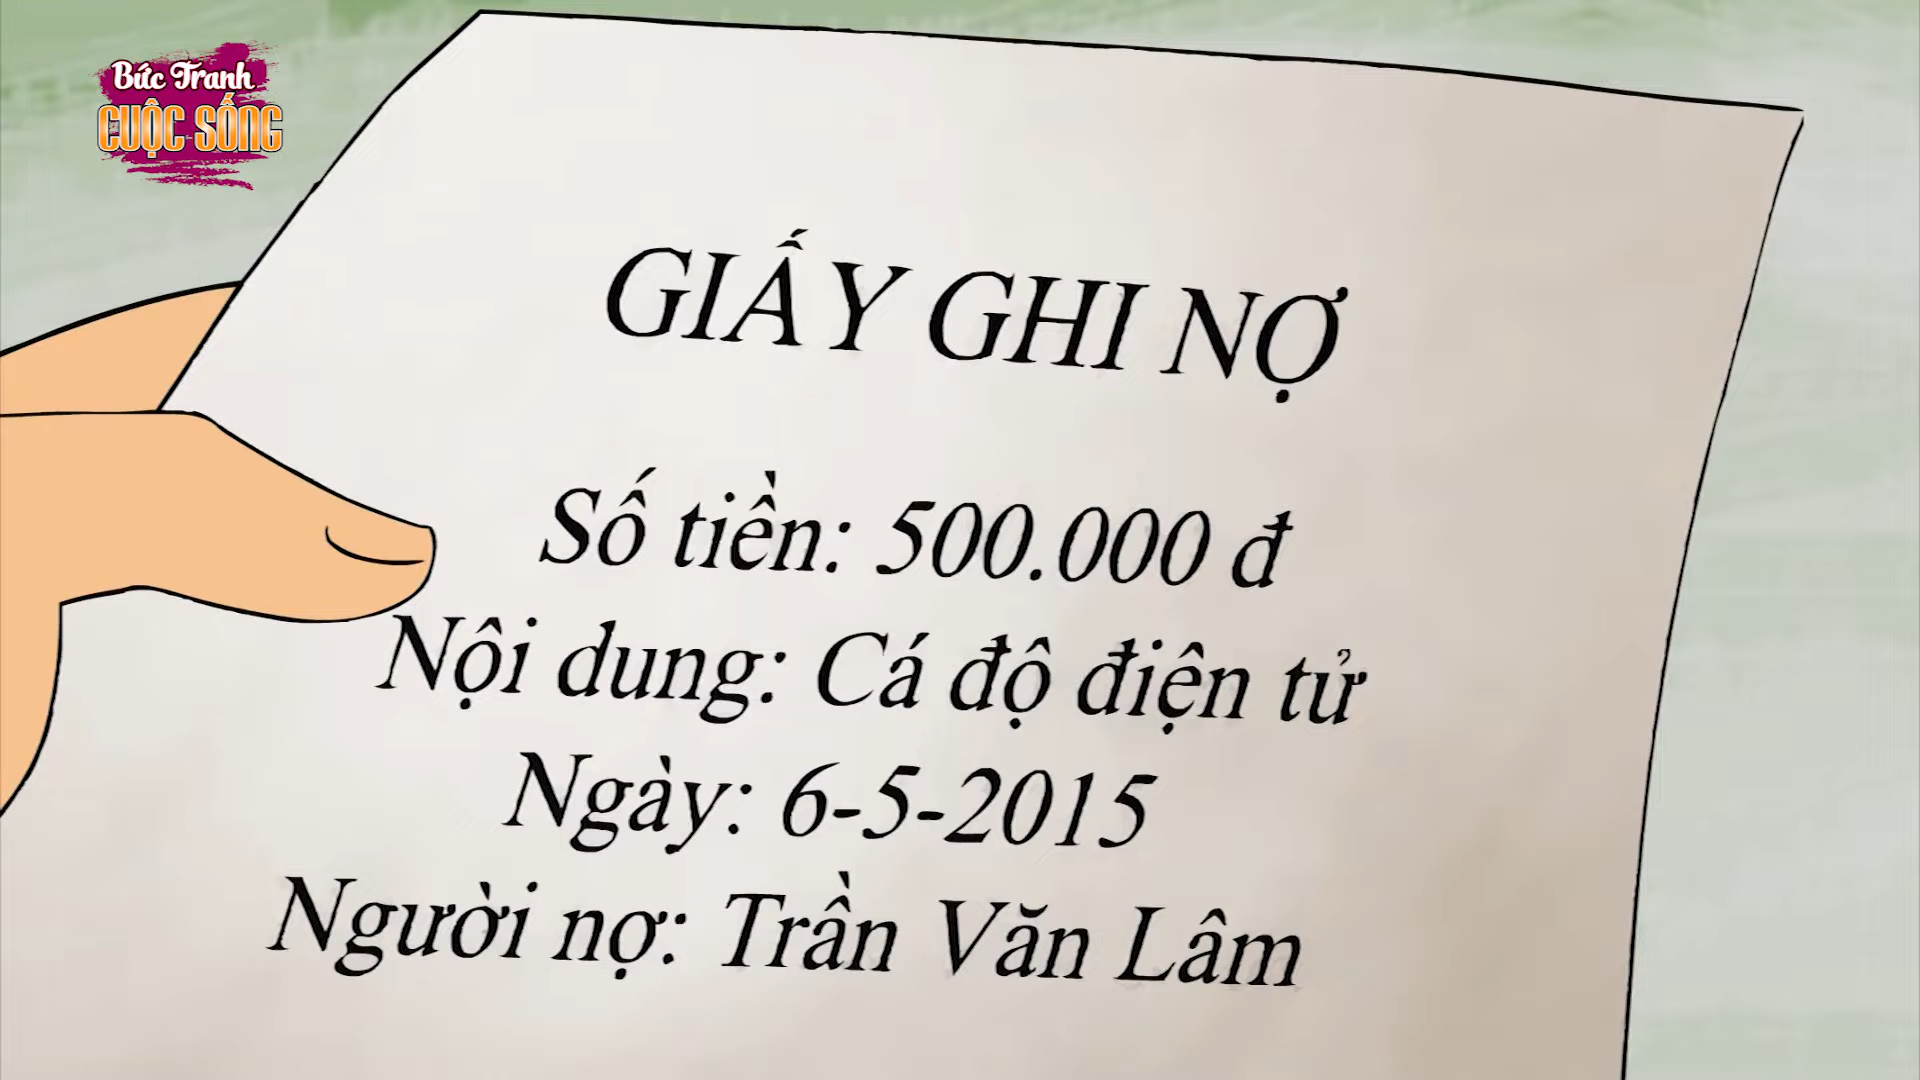 Bức Tranh
CUỘC SỐNG
GIẤY GHI NỢ
Số tiền: 500.000 đ
Nội dung: Cá độ điện tử
Ngày: 6-5-2015
Người nợ: Trần Văn Lâm